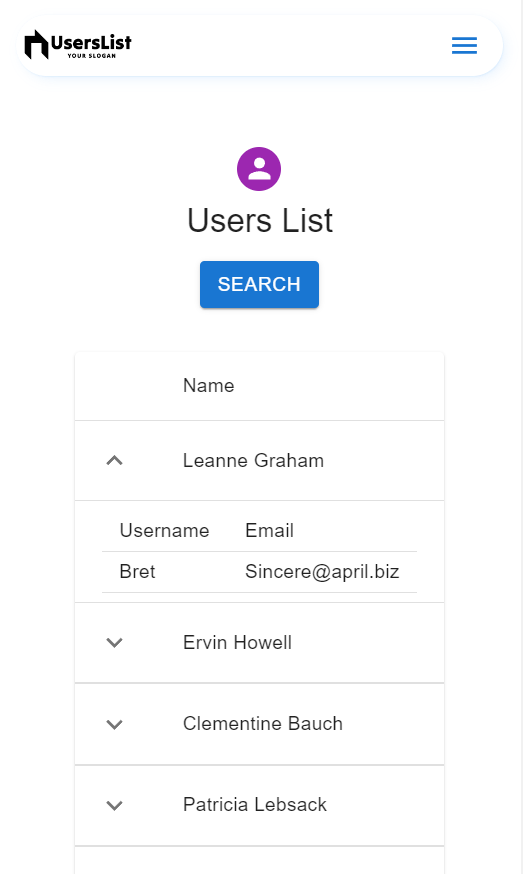 UsersList
YOUR SLOGAN
Users List
SEARCH
Name
Leanne Graham
Username Email
Bret Sincere@april.biz
Ervin Howell
Clementine Bauch
Patricia Lebsack